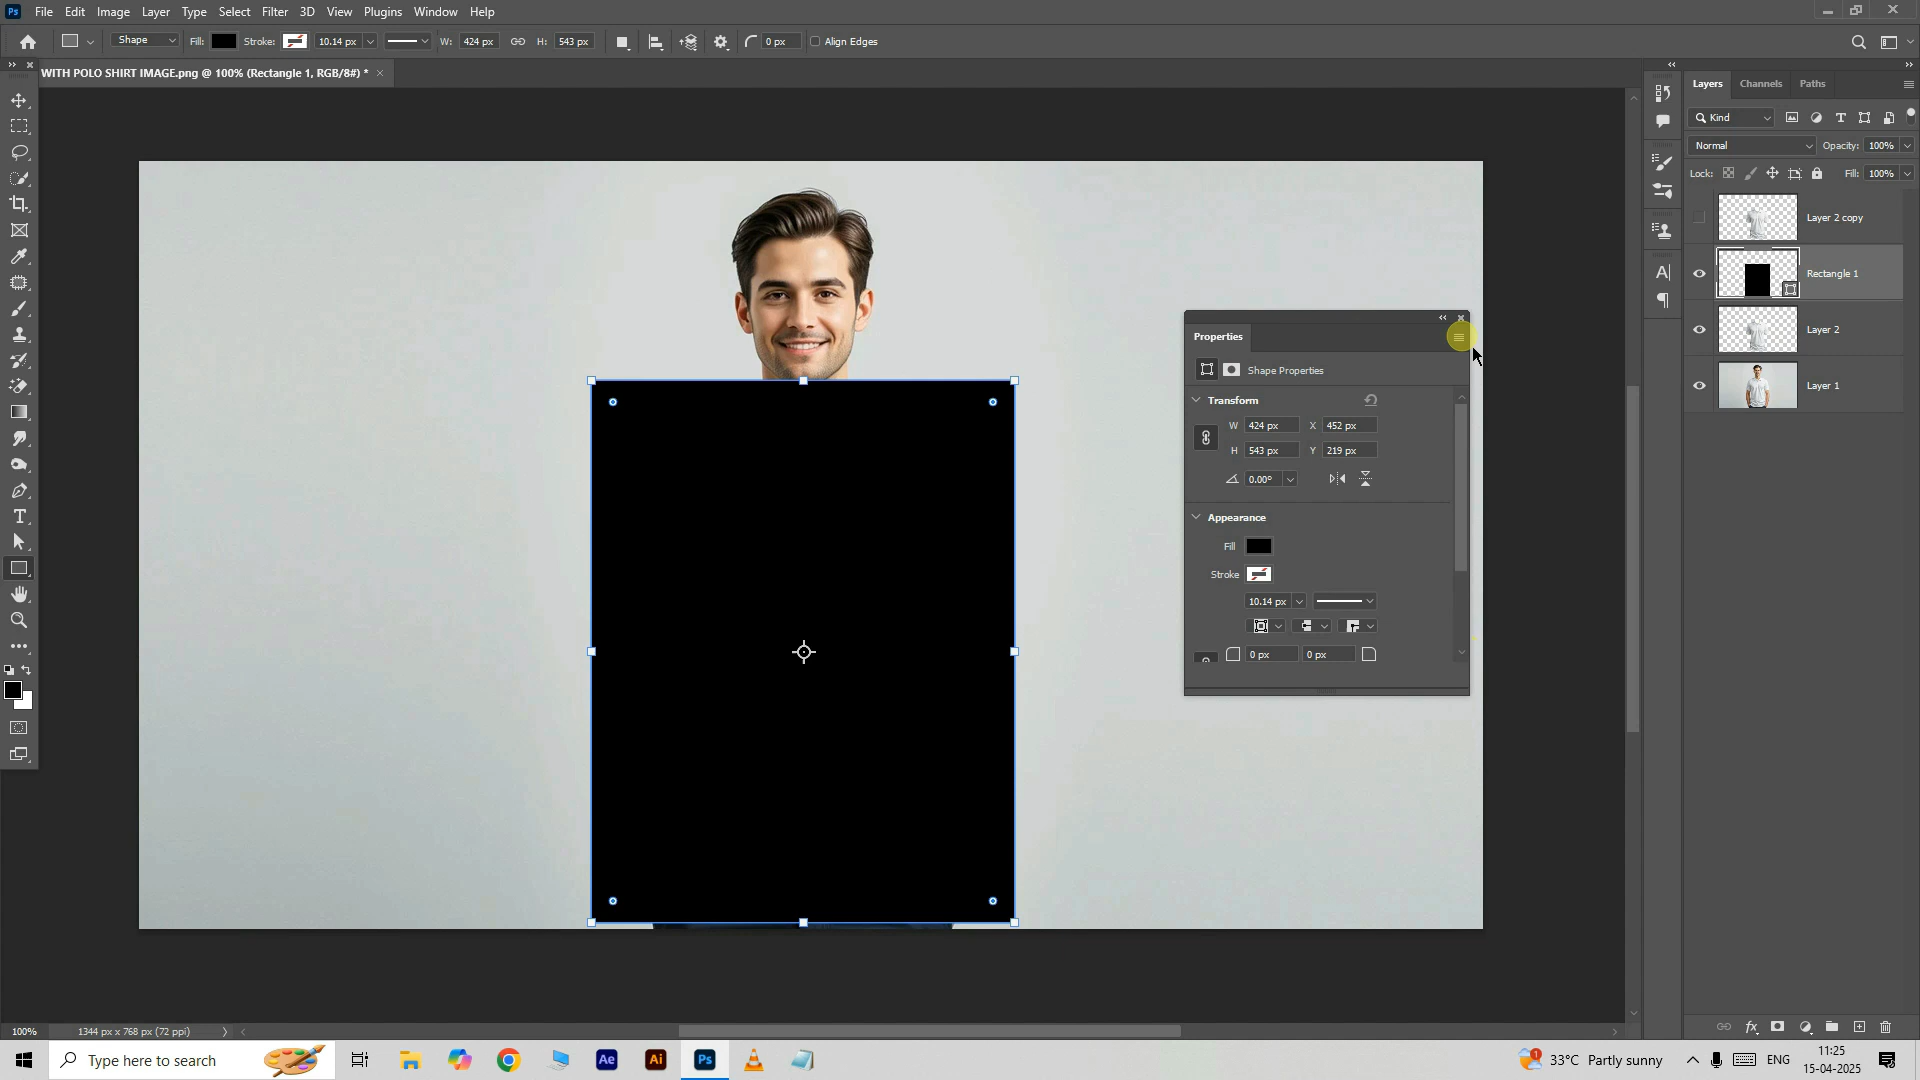 Ps File Edit Image Layer Type Select Filter 3D View Plugins Window Help
Shape Fill: Stroke: 10.14 px W: 424 px H: 543 px 0 px Align Edges
WITH POLO SHIRT IMAGE.png @ 100% (Rectangle 1, RGB/8#) *
Layers Channels Paths
Kind
Normal Opacity: 100%
Lock: Fill: 100%
Layer 2 copy
Rectangle 1
Layer 2
Layer 1
Properties
Shape Properties
Transform
W 424 px X 452 px
H 543 px Y 219 px
0.00°
Appearance
Fill
Stroke
10.14 px
0 px 0 px
100% 1344 px x 768 px (72 ppi)
Type here to search
Ae Ai Ps
33°C Partly sunny
ENG
11:25
15-04-2025